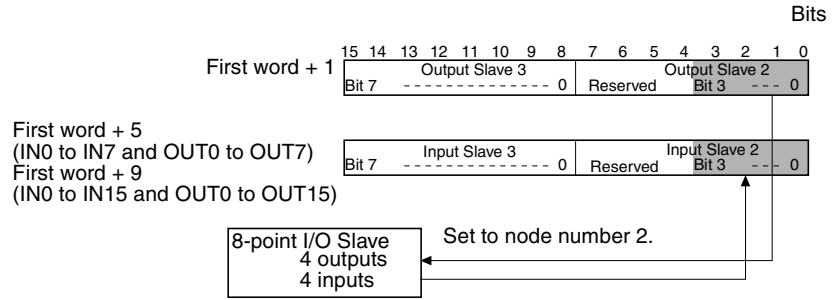 Bits
15 14 13 12 11 10 9 8 7 6 5 4 3 2 1 0
First word + 1
Output Slave 3
Output Slave 2
Bit 7 - - - - - - - - - - - - - - 0
Reserved
Bit 3 - - - 0
First word + 5
(IN0 to IN7 and OUT0 to OUT7)
First word + 9
(IN0 to IN15 and OUT0 to OUT15)
Input Slave 3
Input Slave 2
Bit 7 - - - - - - - - - - - - - - 0
Reserved
Bit 3 - - - 0
8-point I/O Slave
4 outputs
4 inputs
Set to node number 2.